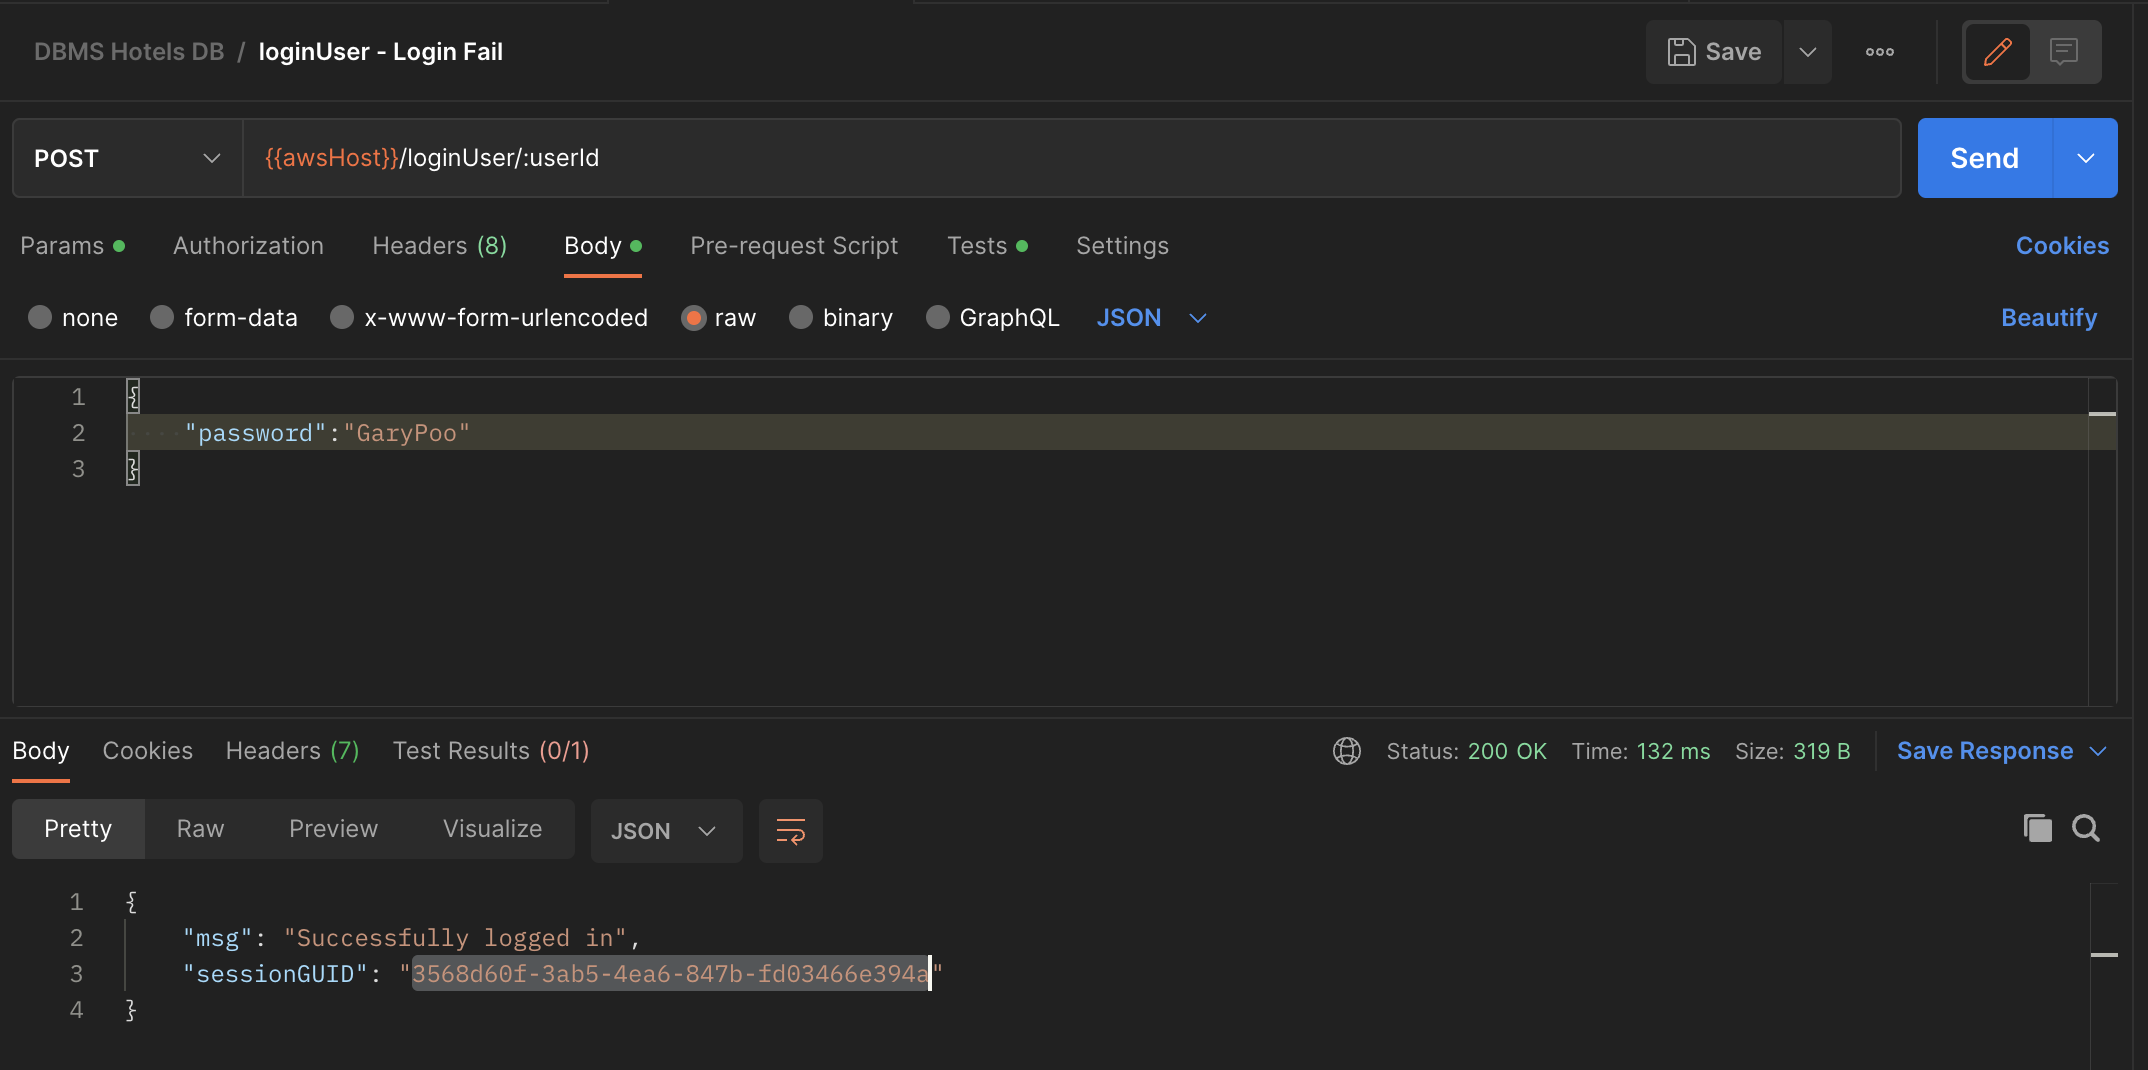 DBMS Hotels DB / loginUser - Login Fail
Save
POST {{awsHost}}/loginUser/:userId
Send
Params Authorization Headers (8) Body Pre-request Script Tests Settings Cookies
none form-data x-www-form-urlencoded raw binary GraphQL JSON Beautify
1 {
2 "password":"GaryPoo"
3 }
Body Cookies Headers (7) Test Results (0/1) Status: 200 OK Time: 132 ms Size: 319 B Save Response
Pretty Raw Preview Visualize JSON
1 {
2 "msg": "Successfully logged in",
3 "sessionGUID": "3568d60f-3ab5-4ea6-847b-fd03466e394a"
4 }